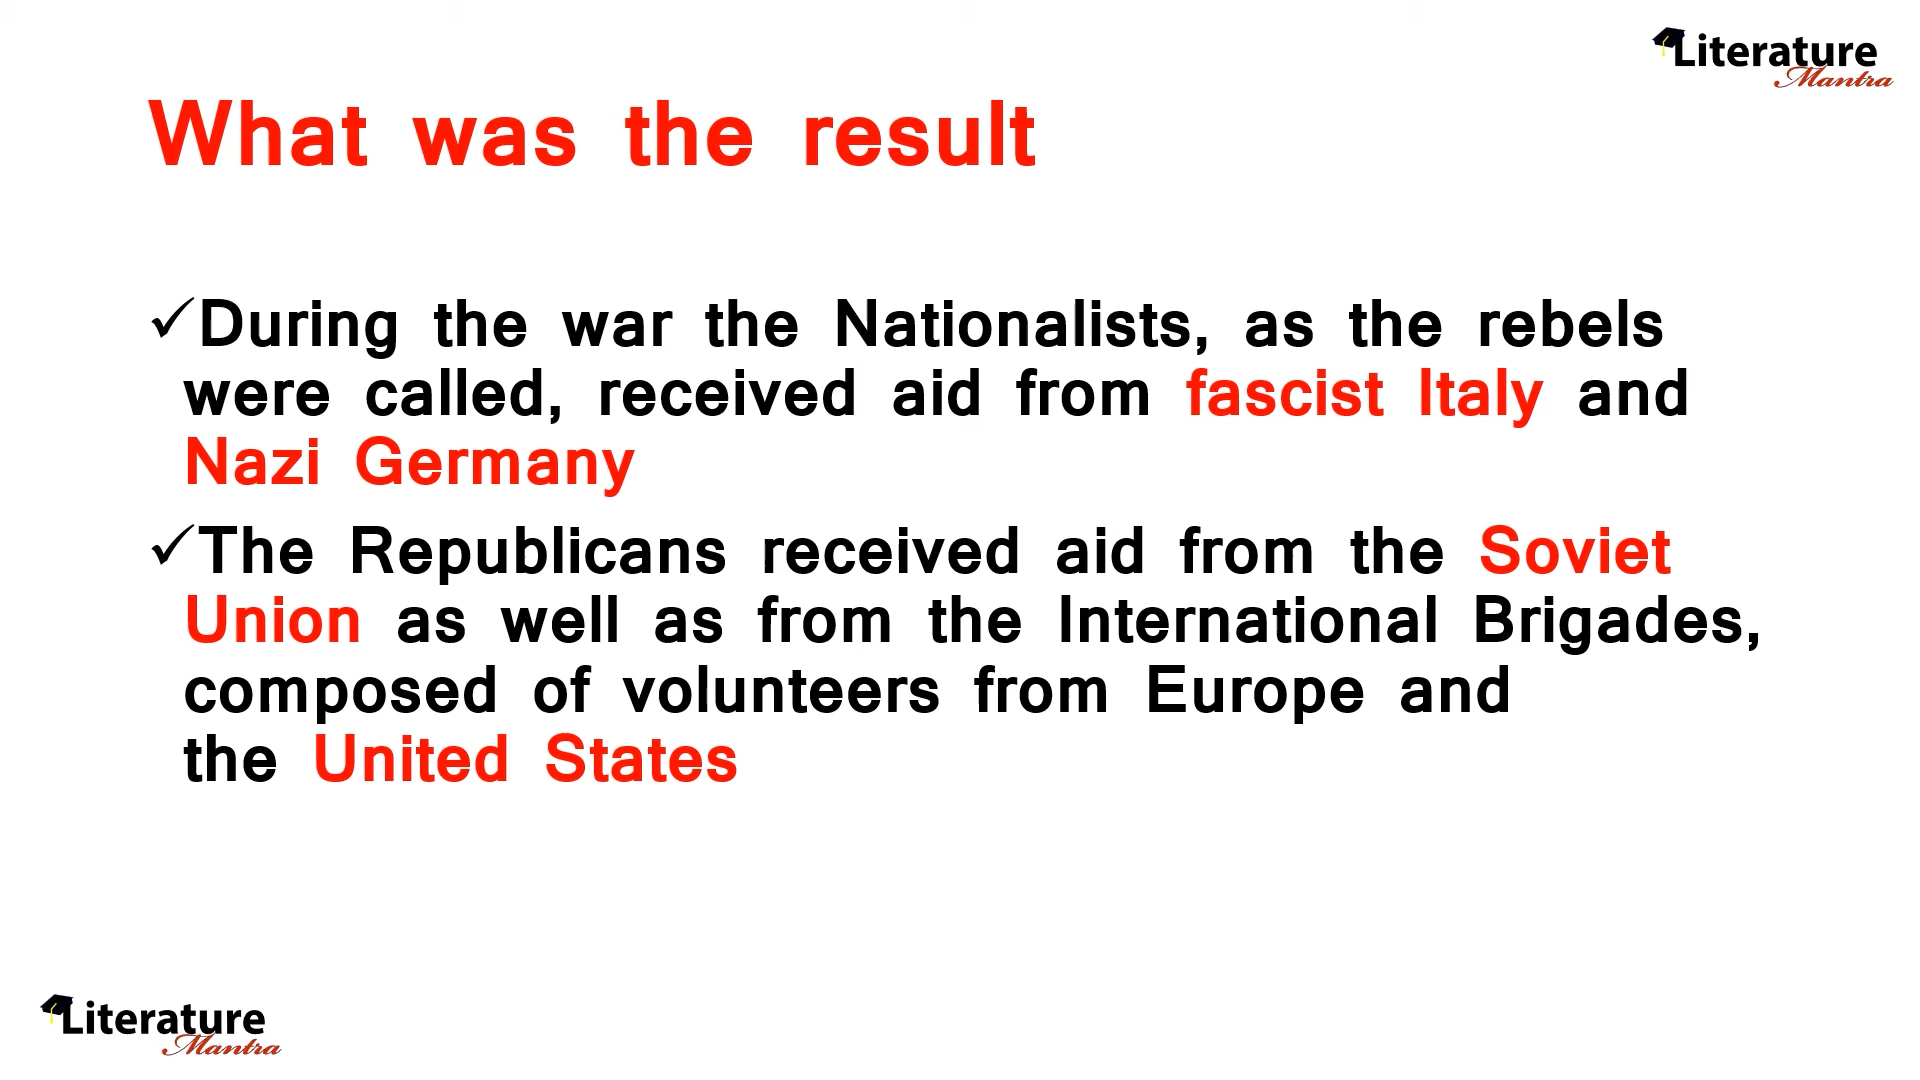 Literature
Mantra
What was the result
✓During the war the Nationalists, as the rebels
were called, received aid from fascist Italy and
Nazi Germany
✓The Republicans received aid from the Soviet
Union as well as from the International Brigades,
composed of volunteers from Europe and
the United States
Literature
Mantra